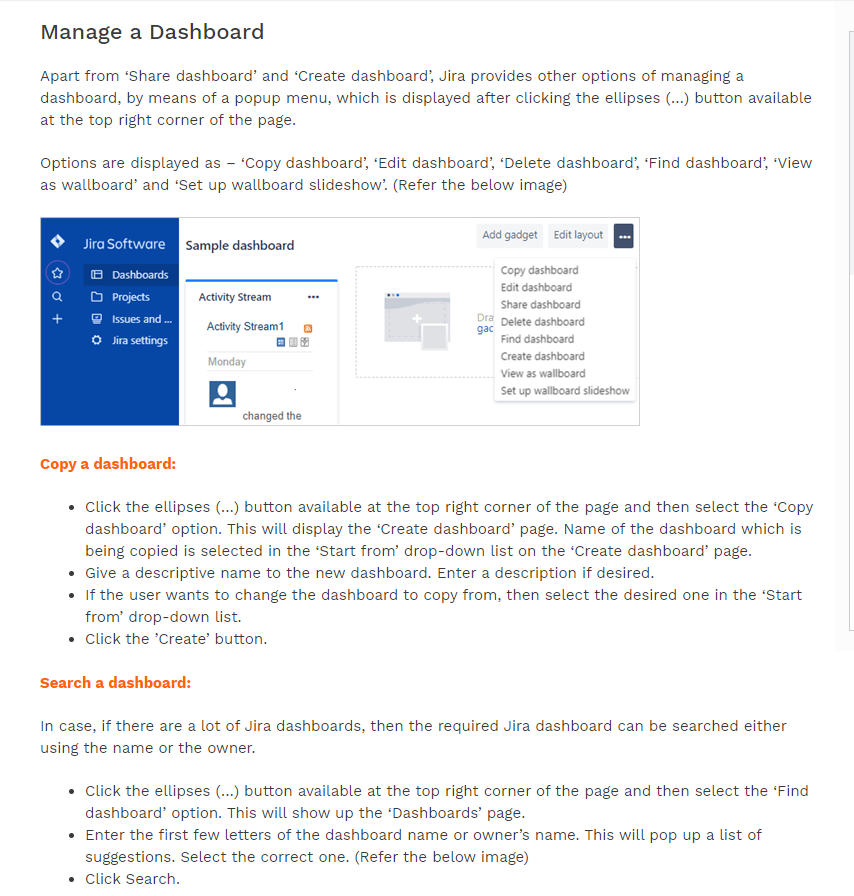 Manage a Dashboard
Apart from ‘Share dashboard’ and ‘Create dashboard’, Jira provides other options of managing a
dashboard, by means of a popup menu, which is displayed after clicking the ellipses (…) button available
at the top right corner of the page.
Options are displayed as – ‘Copy dashboard’, ‘Edit dashboard’, ‘Delete dashboard’, ‘Find dashboard’, ‘View
as wallboard’ and ‘Set up wallboard slideshow’. (Refer the below image)
Jira Software
Dashboards
Projects
Issues and ...
Jira settings
Sample dashboard
Add gadget
Edit layout
...
Activity Stream
...
Activity Stream1
Monday
changed the
Dra
gad
Copy dashboard
Edit dashboard
Share dashboard
Delete dashboard
Find dashboard
Create dashboard
View as wallboard
Set up wallboard slideshow
Copy a dashboard:
• Click the ellipses (…) button available at the top right corner of the page and then select the ‘Copy
dashboard’ option. This will display the ‘Create dashboard’ page. Name of the dashboard which is
being copied is selected in the ‘Start from’ drop-down list on the ‘Create dashboard’ page.
• Give a descriptive name to the new dashboard. Enter a description if desired.
• If the user wants to change the dashboard to copy from, then select the desired one in the ‘Start
from’ drop-down list.
• Click the ’Create’ button.
Search a dashboard:
In case, if there are a lot of Jira dashboards, then the required Jira dashboard can be searched either
using the name or the owner.
• Click the ellipses (…) button available at the top right corner of the page and then select the ‘Find
dashboard’ option. This will show up the ‘Dashboards’ page.
• Enter the first few letters of the dashboard name or owner’s name. This will pop up a list of
suggestions. Select the correct one. (Refer the below image)
• Click Search.